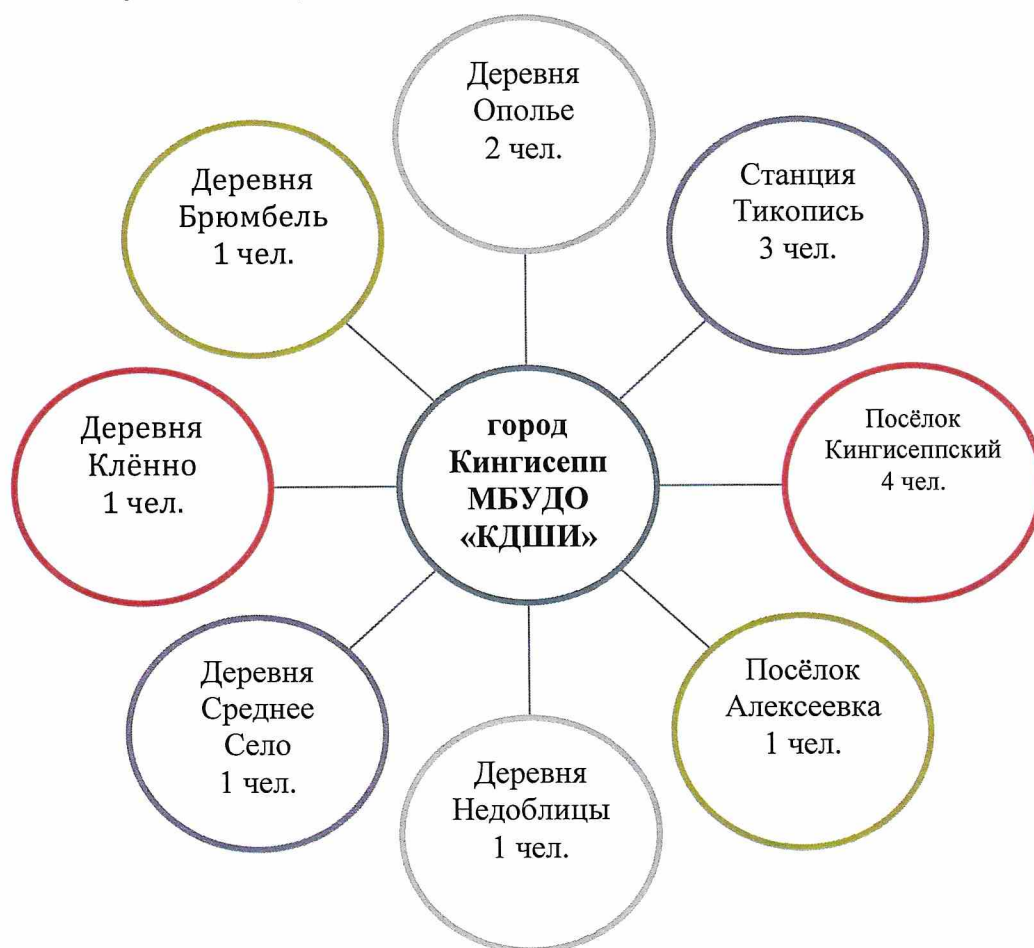 Деревня
Ополье
2 чел.
Станция
Тикопись
3 чел.
Посёлок
Кингисеппский
4 чел.
Посёлок
Алексеевка
1 чел.
Деревня
Недоблицы
1 чел.
Деревня
Среднее
Село
1 чел.
Деревня
Клённо
1 чел.
Деревня
Брюмбель
1 чел.
город
Кингисепп
МБУДО
«КДШИ»